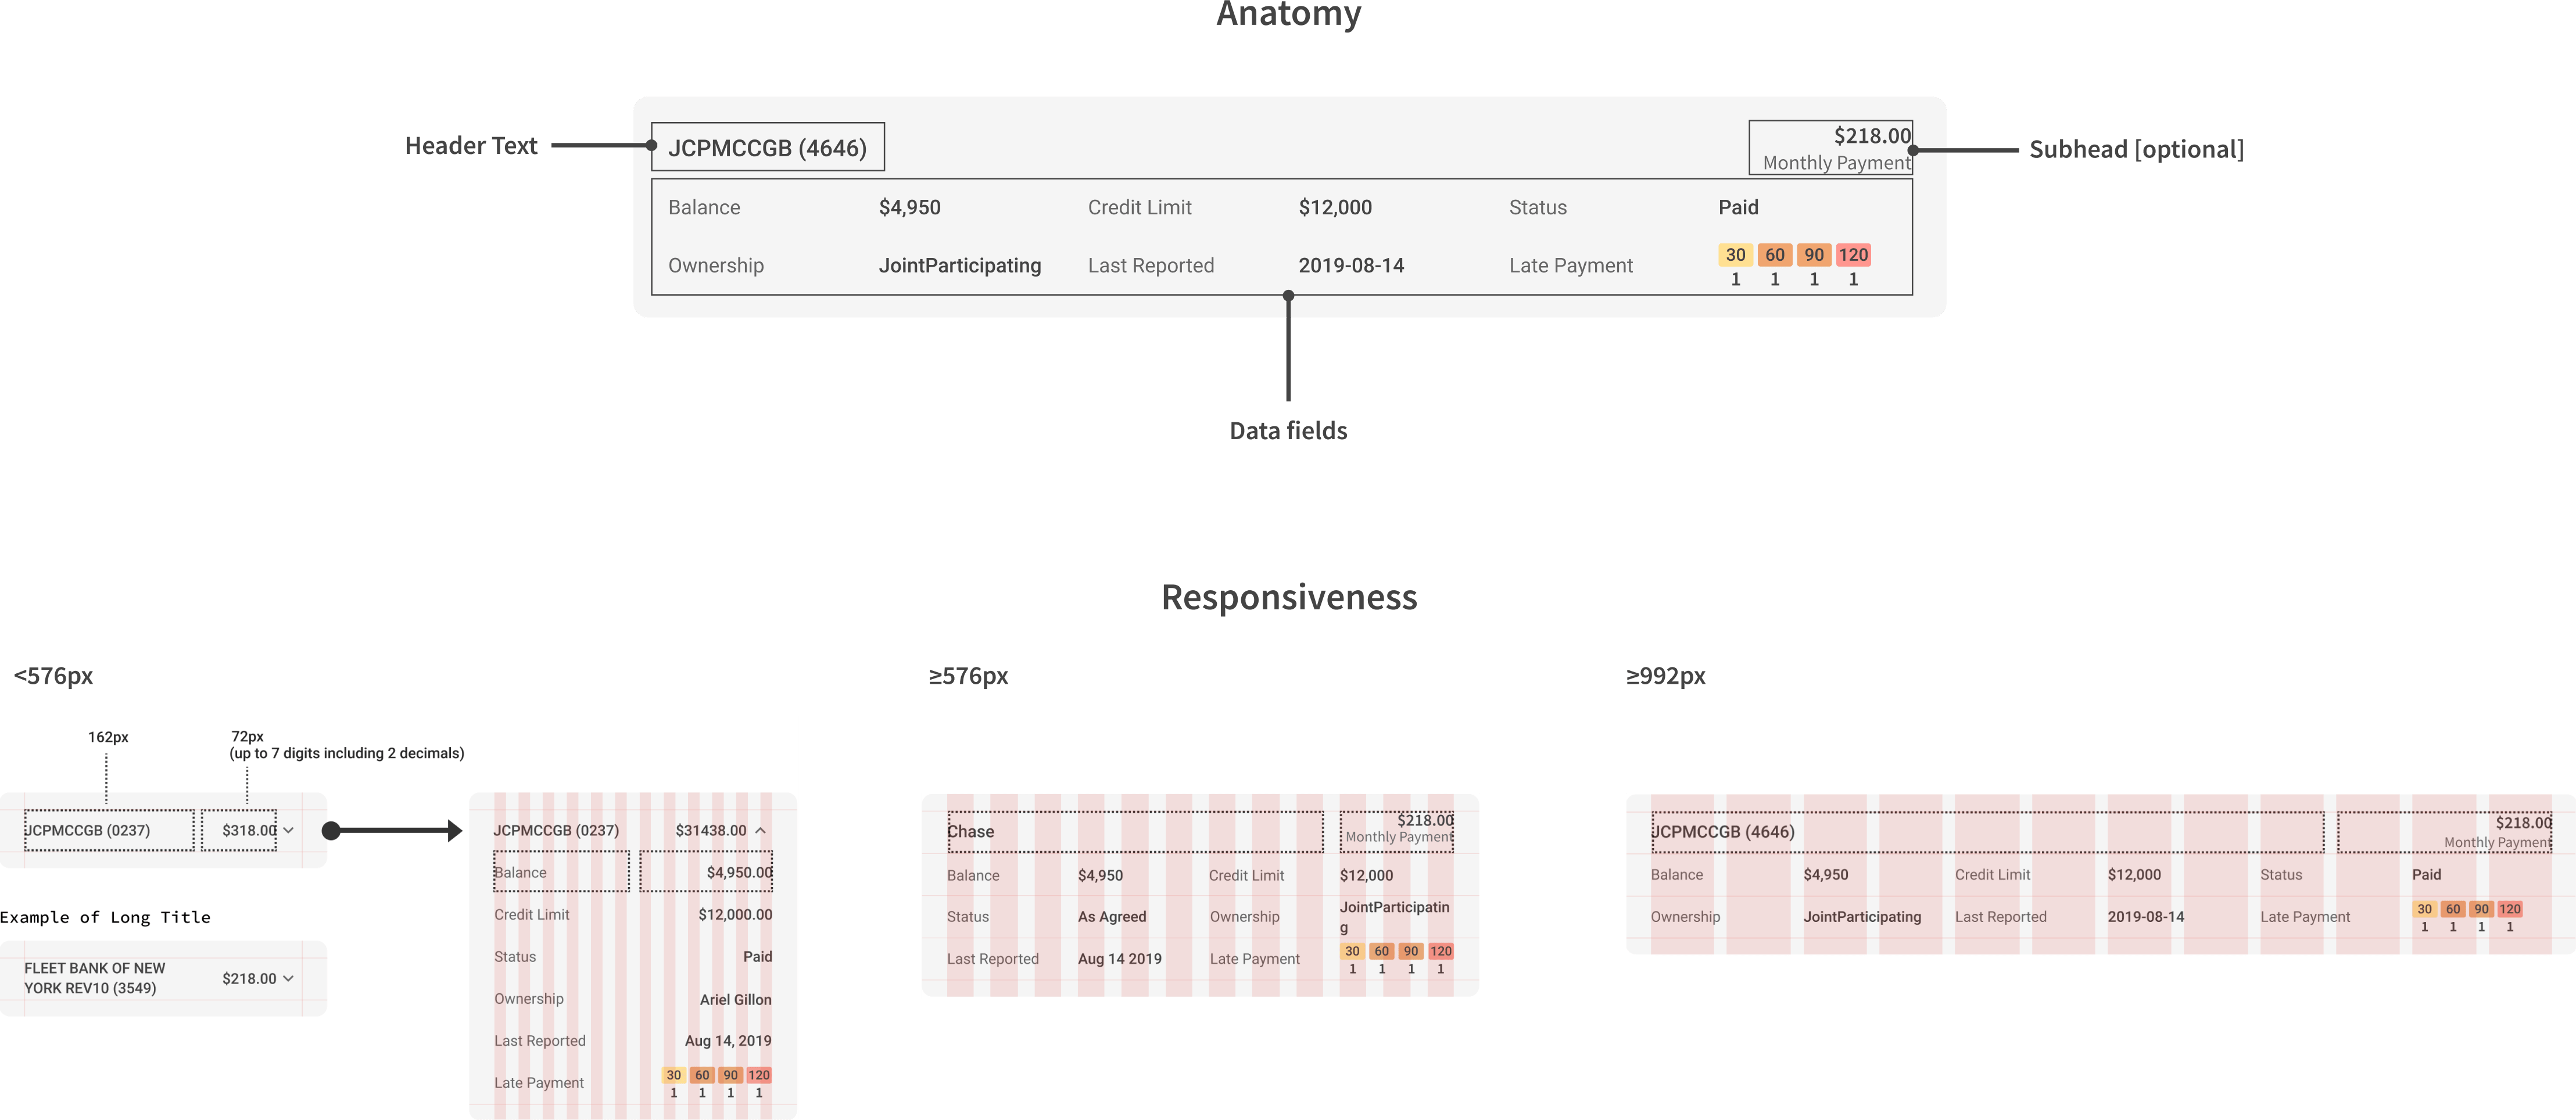 Anatomy
Header Text
JCPMCCGB (4646)
$218.00
Monthly Payment
Subhead [optional]
Balance $4,950 Credit Limit $12,000 Status Paid
Ownership JointParticipating Last Reported 2019-08-14 Late Payment 30 60 90 120
1 1 1 1
Data fields
Responsiveness
<576px
162px
72px
(up to 7 digits including 2 decimals)
JCPMCCGB (0237) $318.00
Example of Long Title
FLEET BANK OF NEW
YORK REV10 (3549)
$218.00
JCPMCCGB (0237) $31438.00
Balance $4,950.00
Credit Limit $12,000.00
Status Paid
Ownership Ariel Gillon
Last Reported Aug 14, 2019
Late Payment 30 60 90 120
1 1 1 1
≥576px
Chase
$218.00
Monthly Payment
Balance $4,950 Credit Limit $12,000
Status As Agreed Ownership JointParticipatin
g
Last Reported Aug 14 2019 Late Payment 30 60 90 120
1 1 1 1
≥992px
JCPMCCGB (4646)
$218.00
Monthly Payment
Balance $4,950 Credit Limit $12,000 Status Paid
Ownership JointParticipating Last Reported 2019-08-14 Late Payment 30 60 90 120
1 1 1 1